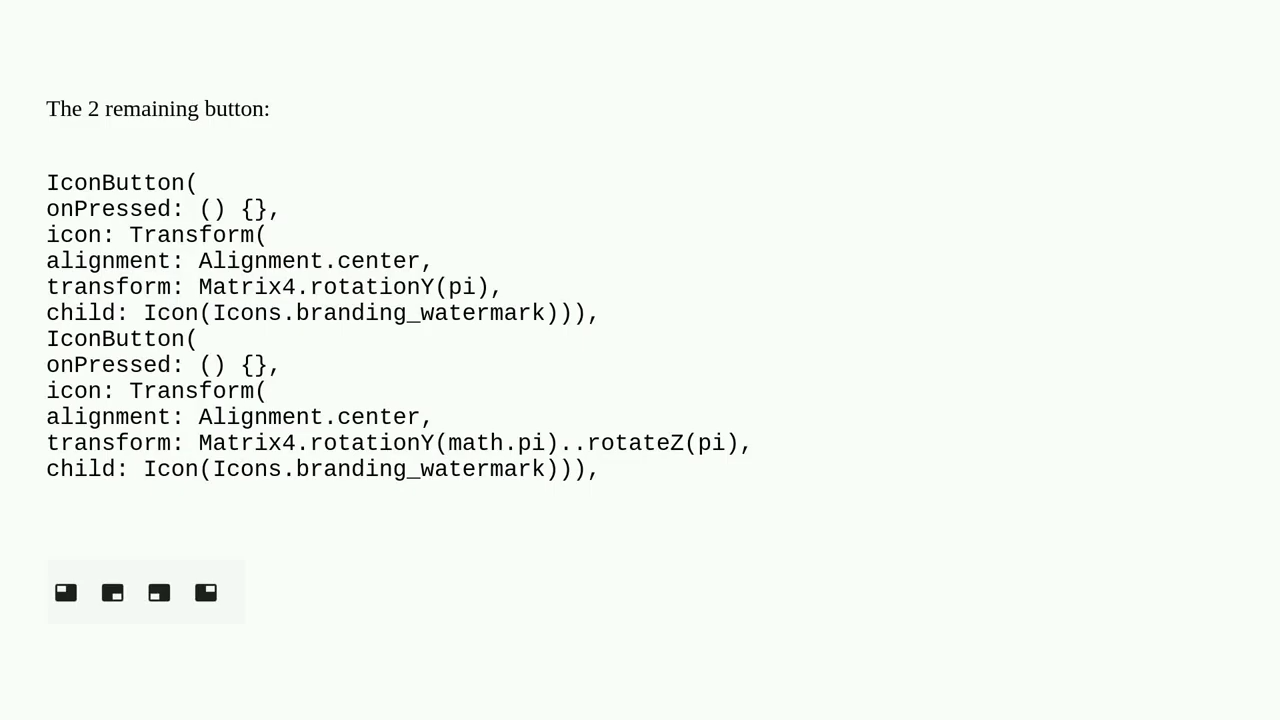 The 2 remaining button:
IconButton(
onPressed: () {},
icon: Transform(
alignment: Alignment.center,
transform: Matrix4.rotationY(pi),
child: Icon(Icons.branding_watermark))),
IconButton(
onPressed: () {},
icon: Transform(
alignment: Alignment.center,
transform: Matrix4.rotationY(math.pi)..rotateZ(pi),
child: Icon(Icons.branding_watermark))),